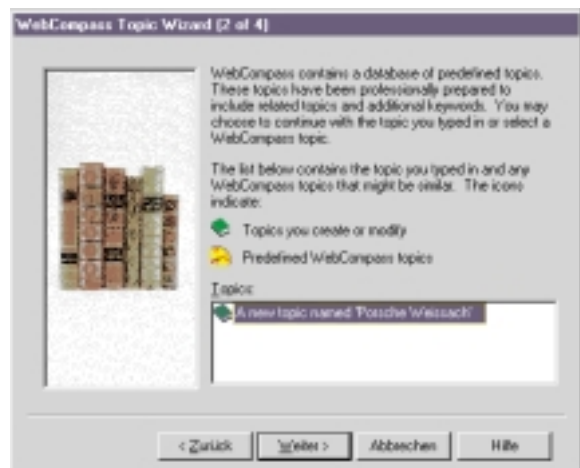 WebCompass Topic Wizard (2 of 4)
WebCompass contains a database of predefined topics.
These topics have been professionally prepared to
include related topics and additional keywords. You may
choose to continue with the topic you typed in or select a
WebCompass topic.
The list below contains the topic you typed in and any
WebCompass topics that might be similar. The icons
indicate:
Topics you create or modify
Predefined WebCompass topics
Topics:
A new topic named 'Porsche Weissach'
< Zurück
Weiter >
Abbrechen
Hilfe